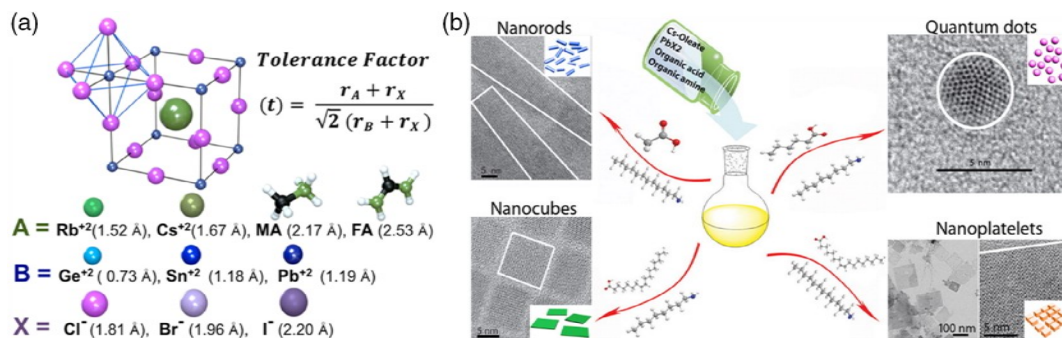 (a)
Tolerance Factor
(t) = r_A + r_X / √2 (r_B + r_X)
A = Rb⁺²(1.52 Å), Cs⁺²(1.67 Å), MA (2.17 Å), FA (2.53 Å)
B = Ge⁺² ( 0.73 Å), Sn⁺² (1.18 Å), Pb⁺² (1.19 Å)
X = Cl⁻ (1.81 Å), Br⁻ (1.96 Å), I⁻ (2.20 Å)
(b)
Nanorods
5 nm
Cs-Oleate
PbX2
Organic acid
Organic amine
Quantum dots
5 nm
Nanocubes
5 nm
Nanoplatelets
100 nm
5 nm